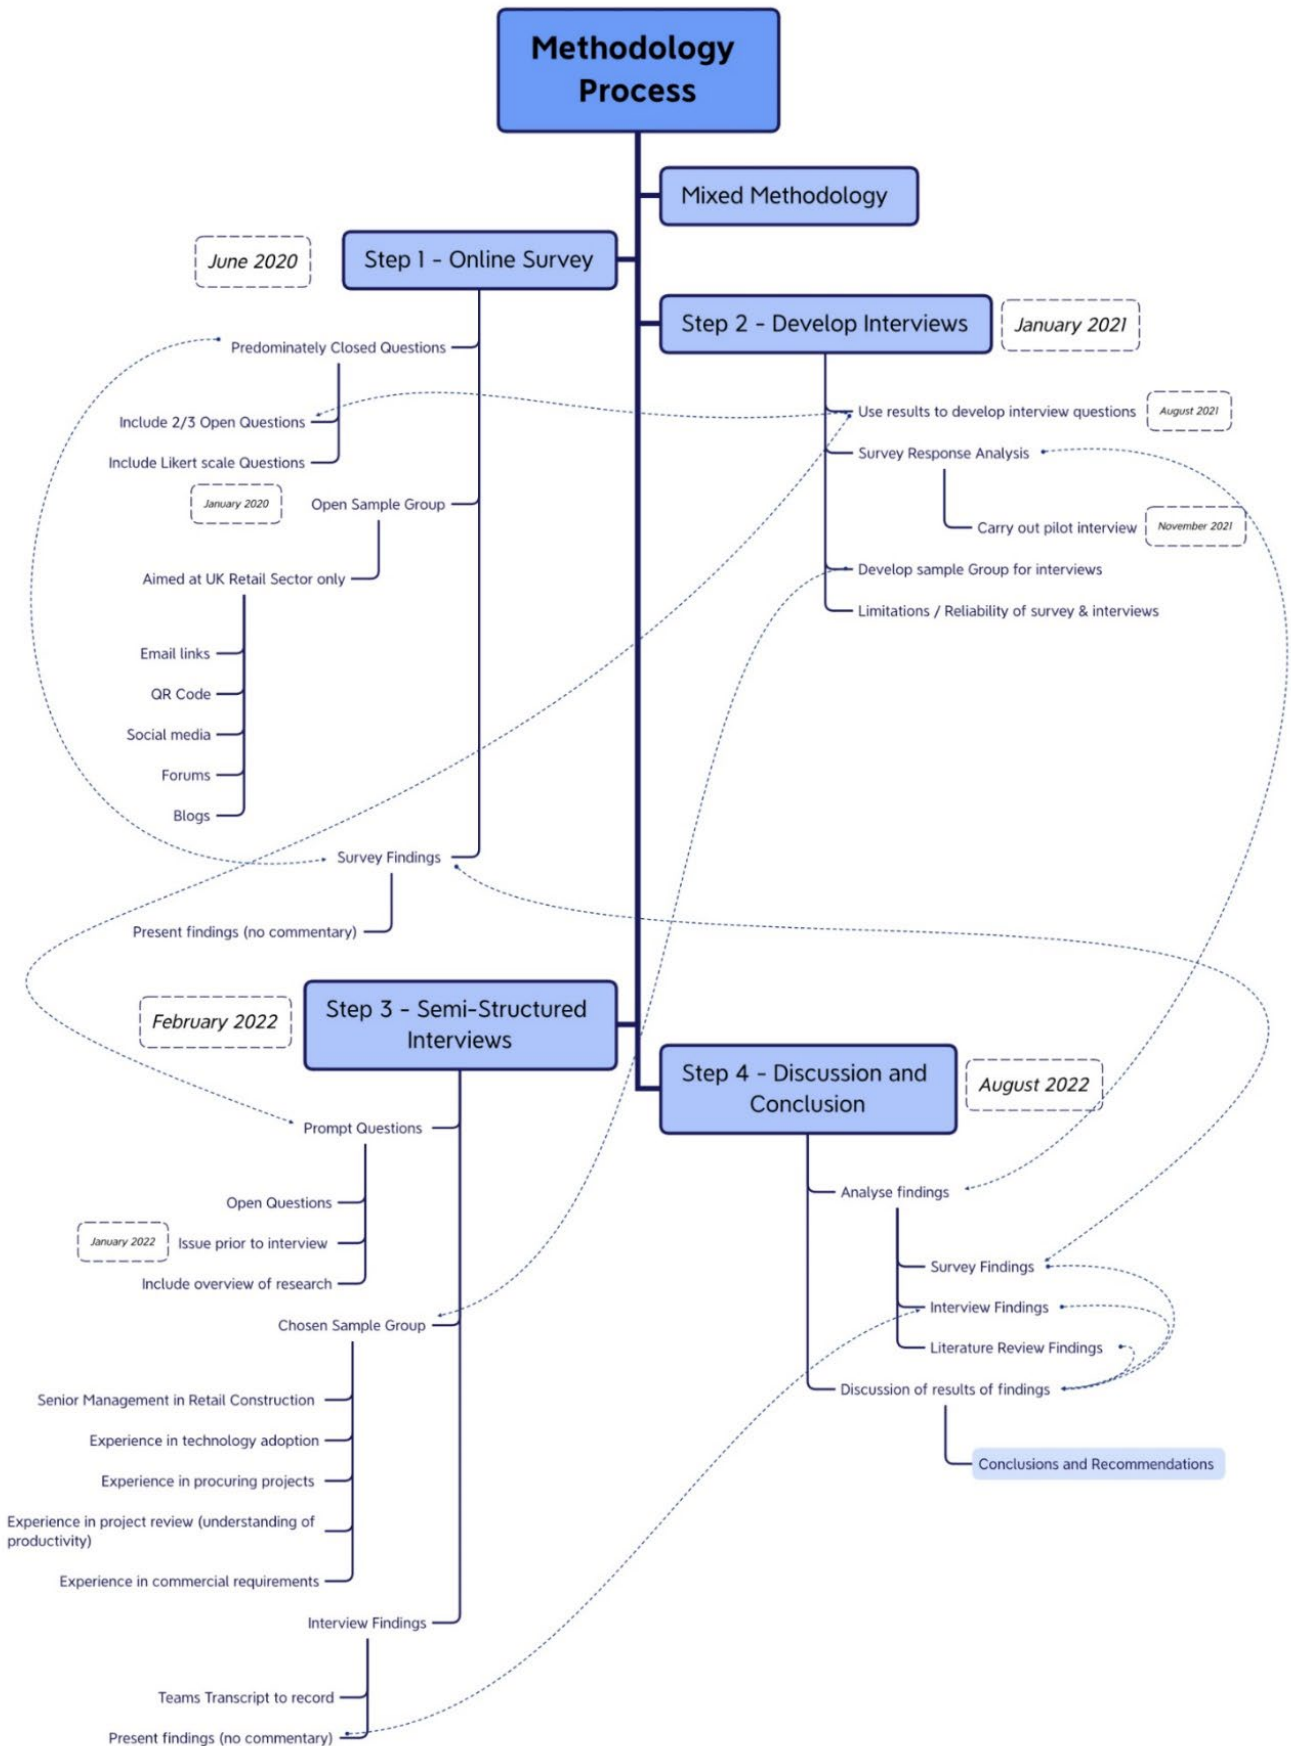 Methodology
Process
Mixed Methodology
June 2020
Step 1 - Online Survey
Step 2 - Develop Interviews
January 2021
Predominately Closed Questions
Include 2/3 Open Questions
Include Likert scale Questions
January 2020
Open Sample Group
Aimed at UK Retail Sector only
Email links
QR Code
Social media
Forums
Blogs
Survey Findings
Present findings (no commentary)
Use results to develop interview questions
August 2021
Survey Response Analysis
Carry out pilot interview
November 2021
Develop sample Group for interviews
Limitations / Reliability of survey & interviews
February 2022
Step 3 - Semi-Structured
Interviews
Prompt Questions
Open Questions
January 2022
Issue prior to interview
Include overview of research
Chosen Sample Group
Senior Management in Retail Construction
Experience in technology adoption
Experience in procuring projects
Experience in project review (understanding of
productivity)
Experience in commercial requirements
Interview Findings
Teams Transcript to record
Present findings (no commentary)
Step 4 - Discussion and
Conclusion
August 2022
Analyse findings
Survey Findings
Interview Findings
Literature Review Findings
Discussion of results of findings
Conclusions and Recommendations